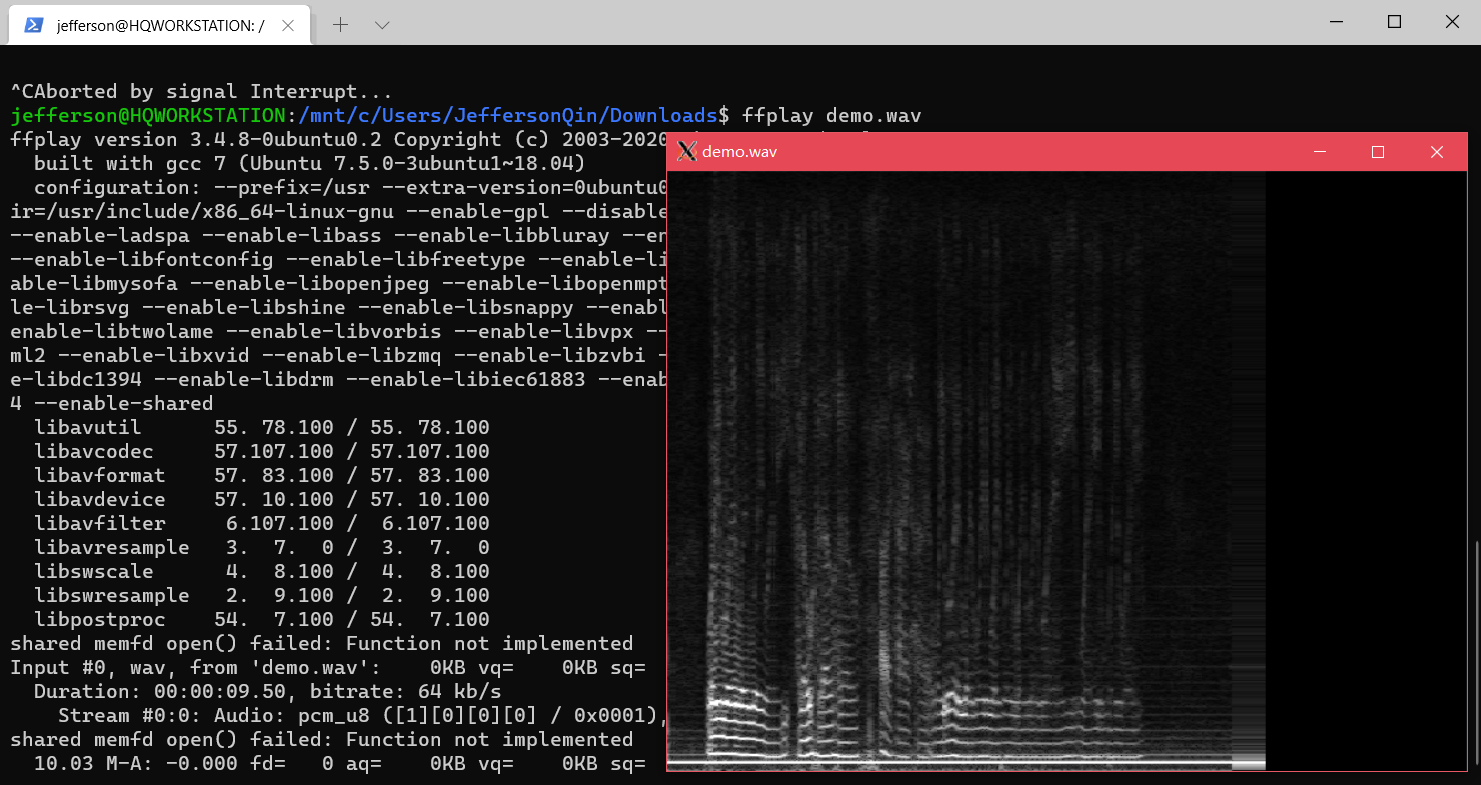 jefferson@HQWORKSTATION: /
^CAborted by signal Interrupt...
jefferson@HQWORKSTATION:/mnt/c/Users/JeffersonQin/Downloads$ ffplay demo.wav
ffplay version 3.4.8-0ubuntu0.2 Copyright (c) 2003-2020
demo.wav
  built with gcc 7 (Ubuntu 7.5.0-3ubuntu1~18.04)
  configuration: --prefix=/usr --extra-version=0ubuntu0
ir=/usr/include/x86_64-linux-gnu --enable-gpl --disable
--enable-ladspa --enable-libass --enable-libbluray --en
--enable-libfontconfig --enable-libfreetype --enable-li
able-libmysofa --enable-libopenjpeg --enable-libopenmpt
le-librsvg --enable-libshine --enable-libsnappy --enabl
enable-libtwolame --enable-libvorbis --enable-libvpx --
ml2 --enable-libxvid --enable-libzmq --enable-libzvbi -
e-libdc1394 --enable-libdrm --enable-libiec61883 --enab
4 --enable-shared
  libavutil      55. 78.100 / 55. 78.100
  libavcodec     57.107.100 / 57.107.100
  libavformat    57. 83.100 / 57. 83.100
  libavdevice    57. 10.100 / 57. 10.100
  libavfilter     6.107.100 /  6.107.100
  libavresample   3.  7.  0 /  3.  7.  0
  libswscale      4.  8.100 /  4.  8.100
  libswresample   2.  9.100 /  2.  9.100
  libpostproc    54.  7.100 / 54.  7.100
shared memfd open() failed: Function not implemented
Input #0, wav, from 'demo.wav':    0KB vq=    0KB sq=
  Duration: 00:00:09.50, bitrate: 64 kb/s
    Stream #0:0: Audio: pcm_u8 ([1][0][0][0] / 0x0001),
shared memfd open() failed: Function not implemented
  10.03 M-A: -0.000 fd=   0 aq=    0KB vq=    0KB sq=